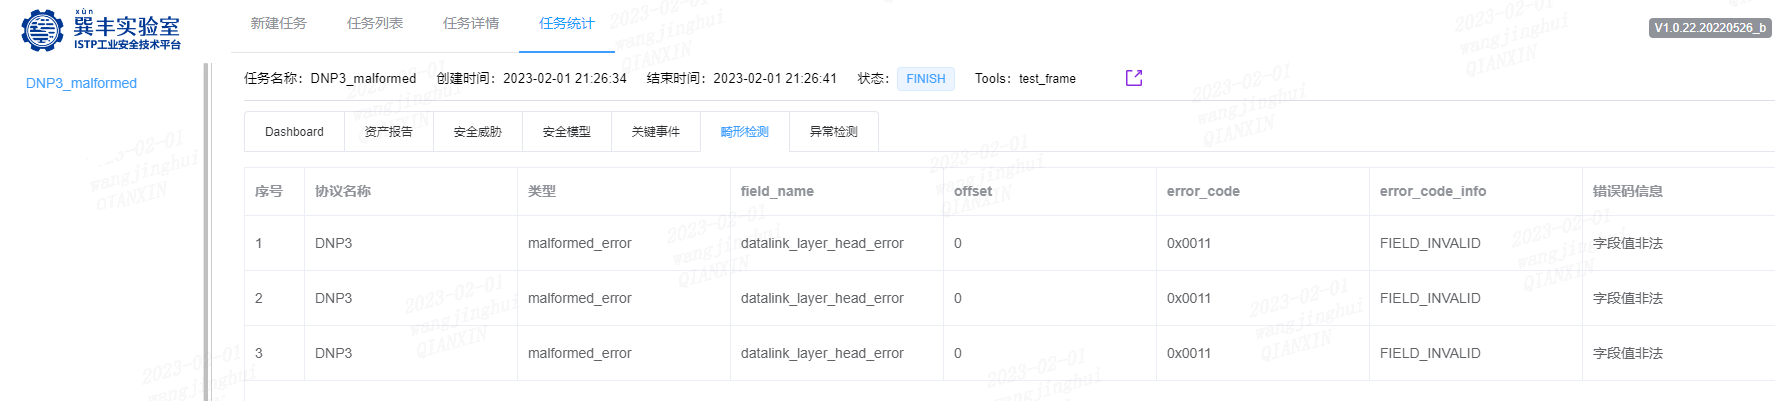 xùn
巽丰实验室
ISTP工业安全技术平台
新建任务 任务列表 任务详情 任务统计
V1.0.22.20220526_b
DNP3_malformed
任务名称：DNP3_malformed 创建时间：2023-02-01 21:26:34 结束时间：2023-02-01 21:26:41 状态： FINISH Tools：test_frame
Dashboard 资产报告 安全威胁 安全模型 关键事件 畸形检测 异常检测
序号 协议名称 类型 field_name offset error_code error_code_info 错误码信息
1 DNP3 malformed_error datalink_layer_head_error 0 0x0011 FIELD_INVALID 字段值非法
2 DNP3 malformed_error datalink_layer_head_error 0 0x0011 FIELD_INVALID 字段值非法
3 DNP3 malformed_error datalink_layer_head_error 0 0x0011 FIELD_INVALID 字段值非法
2023-02-01
wangjinghui
QIANXIN